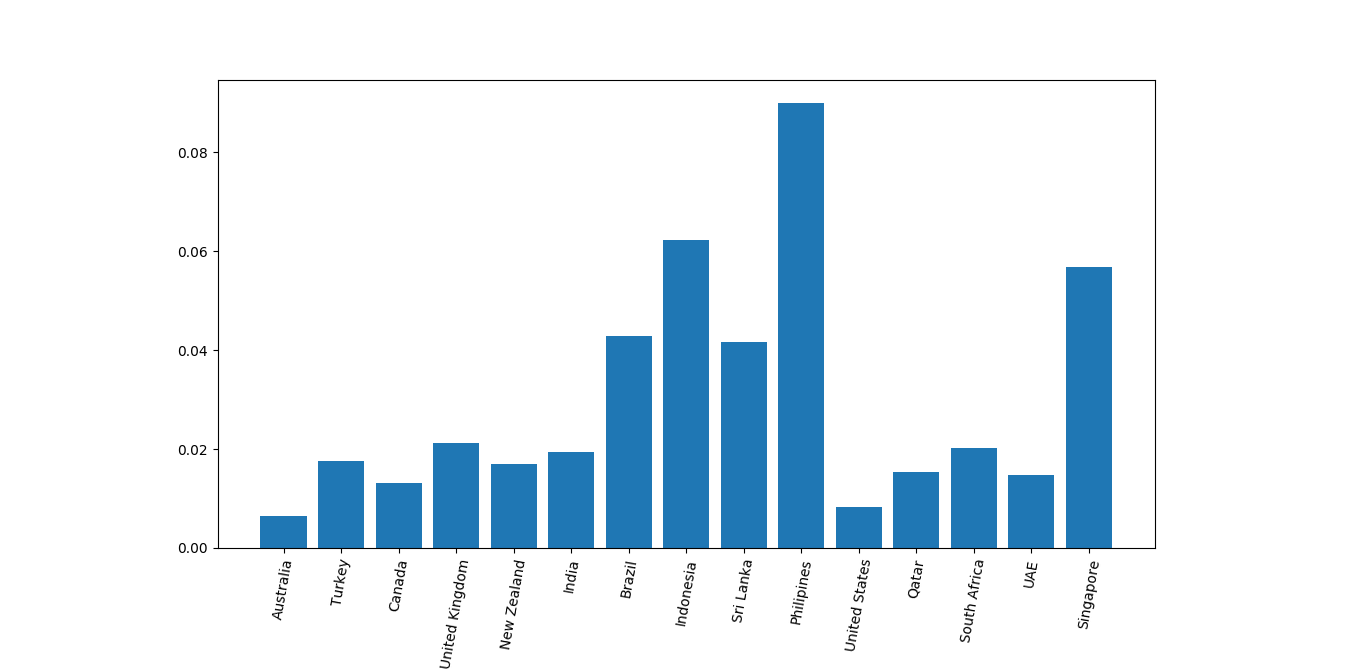 0.08
0.06
0.04
0.02
0.00
Australia
Turkey
Canada
United Kingdom
New Zealand
India
Brazil
Indonesia
Sri Lanka
Philipines
United States
Qatar
South Africa
UAE
Singapore